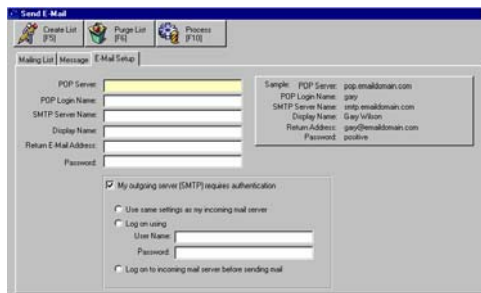 Send E-Mail
Create List [F5]
Purge List [F6]
Process [F10]
Mailing List Message E-Mail Setup
POP Server:
POP Login Name:
SMTP Server Name:
Display Name:
Return E-Mail Address:
Password:
Sample: POP Server: pop.emaildomain.com
POP Login Name: gary
SMTP Server Name: smtp.emaildomain.com
Display Name: Gary Wilson
Return Address: gary@emaildomain.com
Password: positive
My outgoing server (SMTP) requires authentication
Use same settings as my incoming mail server
Log on using
User Name:
Password:
Log on to incoming mail server before sending mail